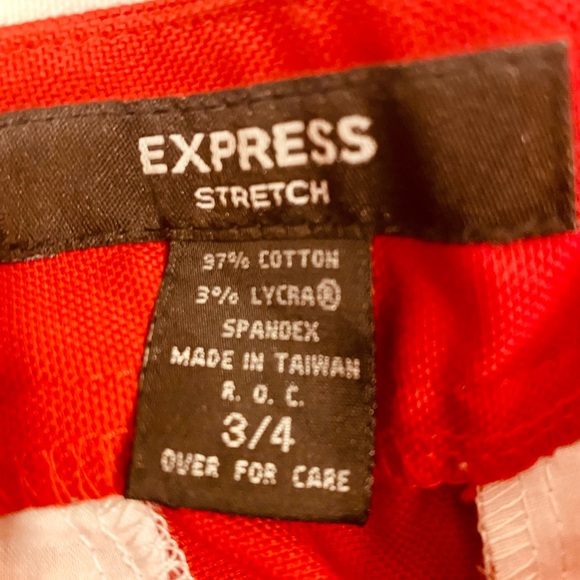 EXPRESS
STRETCH
97% COTTON
3% LYCRA®
SPANDEX
MADE IN TAIWAN
R. O. C.
3/4
OVER FOR CARE